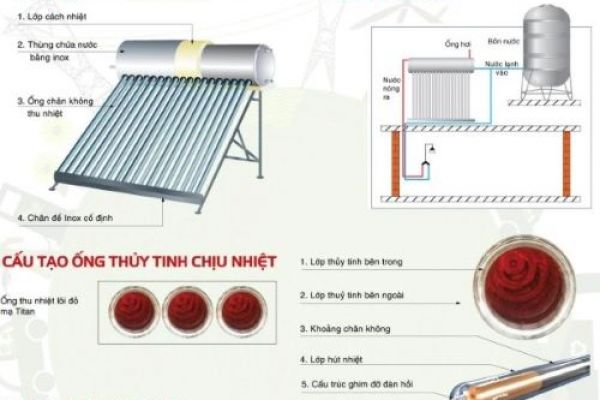 1. Lớp cách nhiệt
2. Thùng chứa nước
bằng inox
3. Ống chân không
thu nhiệt
4. Chân đế Inox cố định
Ống hơi
Bồn nước
Nước lạnh
vào
Nước
nóng
ra
CẤU TẠO ỐNG THỦY TINH CHỊU NHIỆT
Ống thu nhiệt lõi đỏ
mạ Titan
1. Lớp thủy tinh bên trong
2. Lớp thuỷ tinh bên ngoài
3. Khoảng chân không
4. Lớp hút nhiệt
5. Cấu trúc ghim đỡ đàn hồi